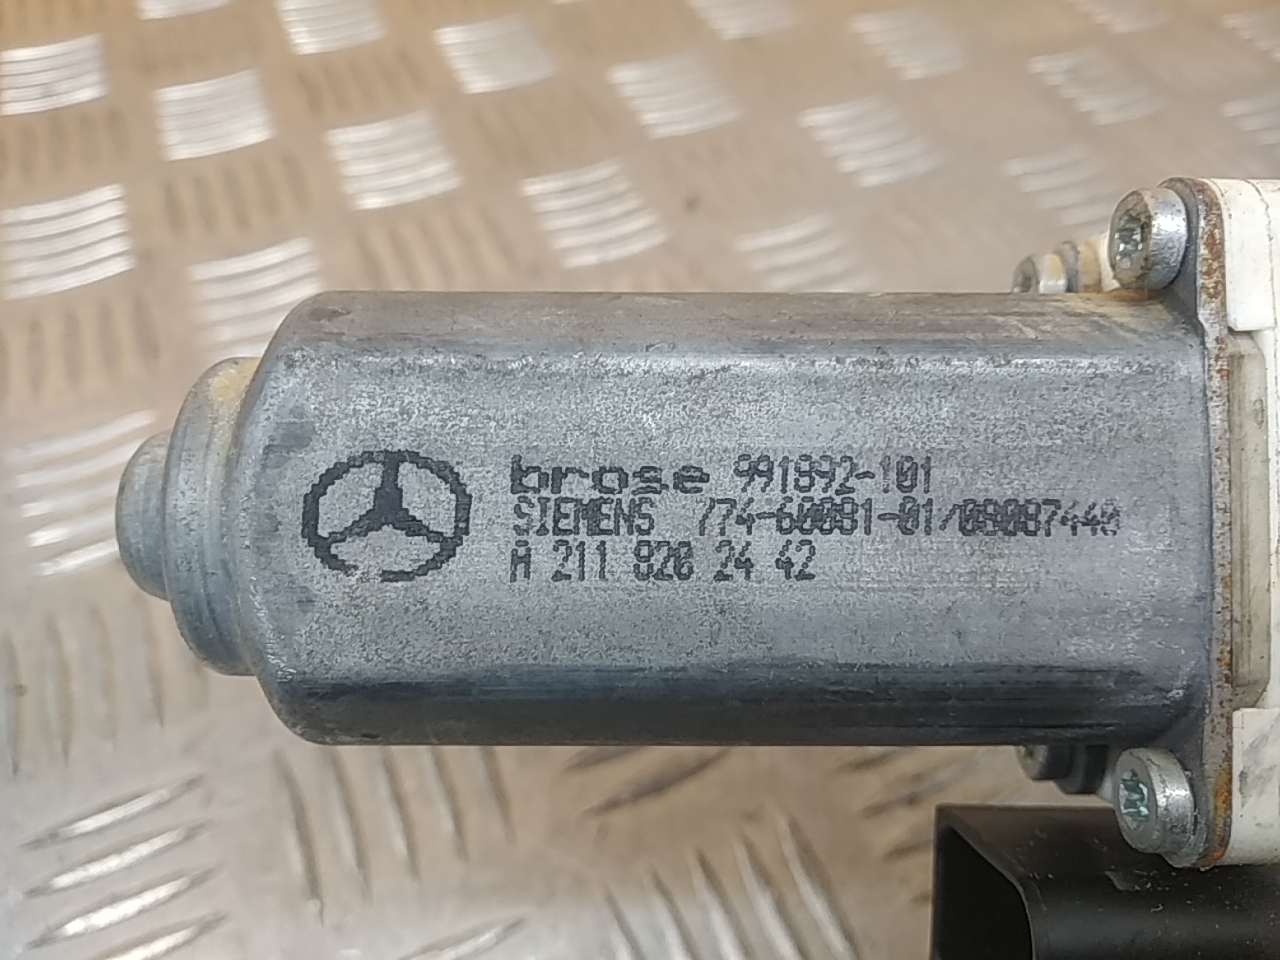 brose 991892-101
SIEMENS 774-60081-01/09087440
A 211 820 24 42